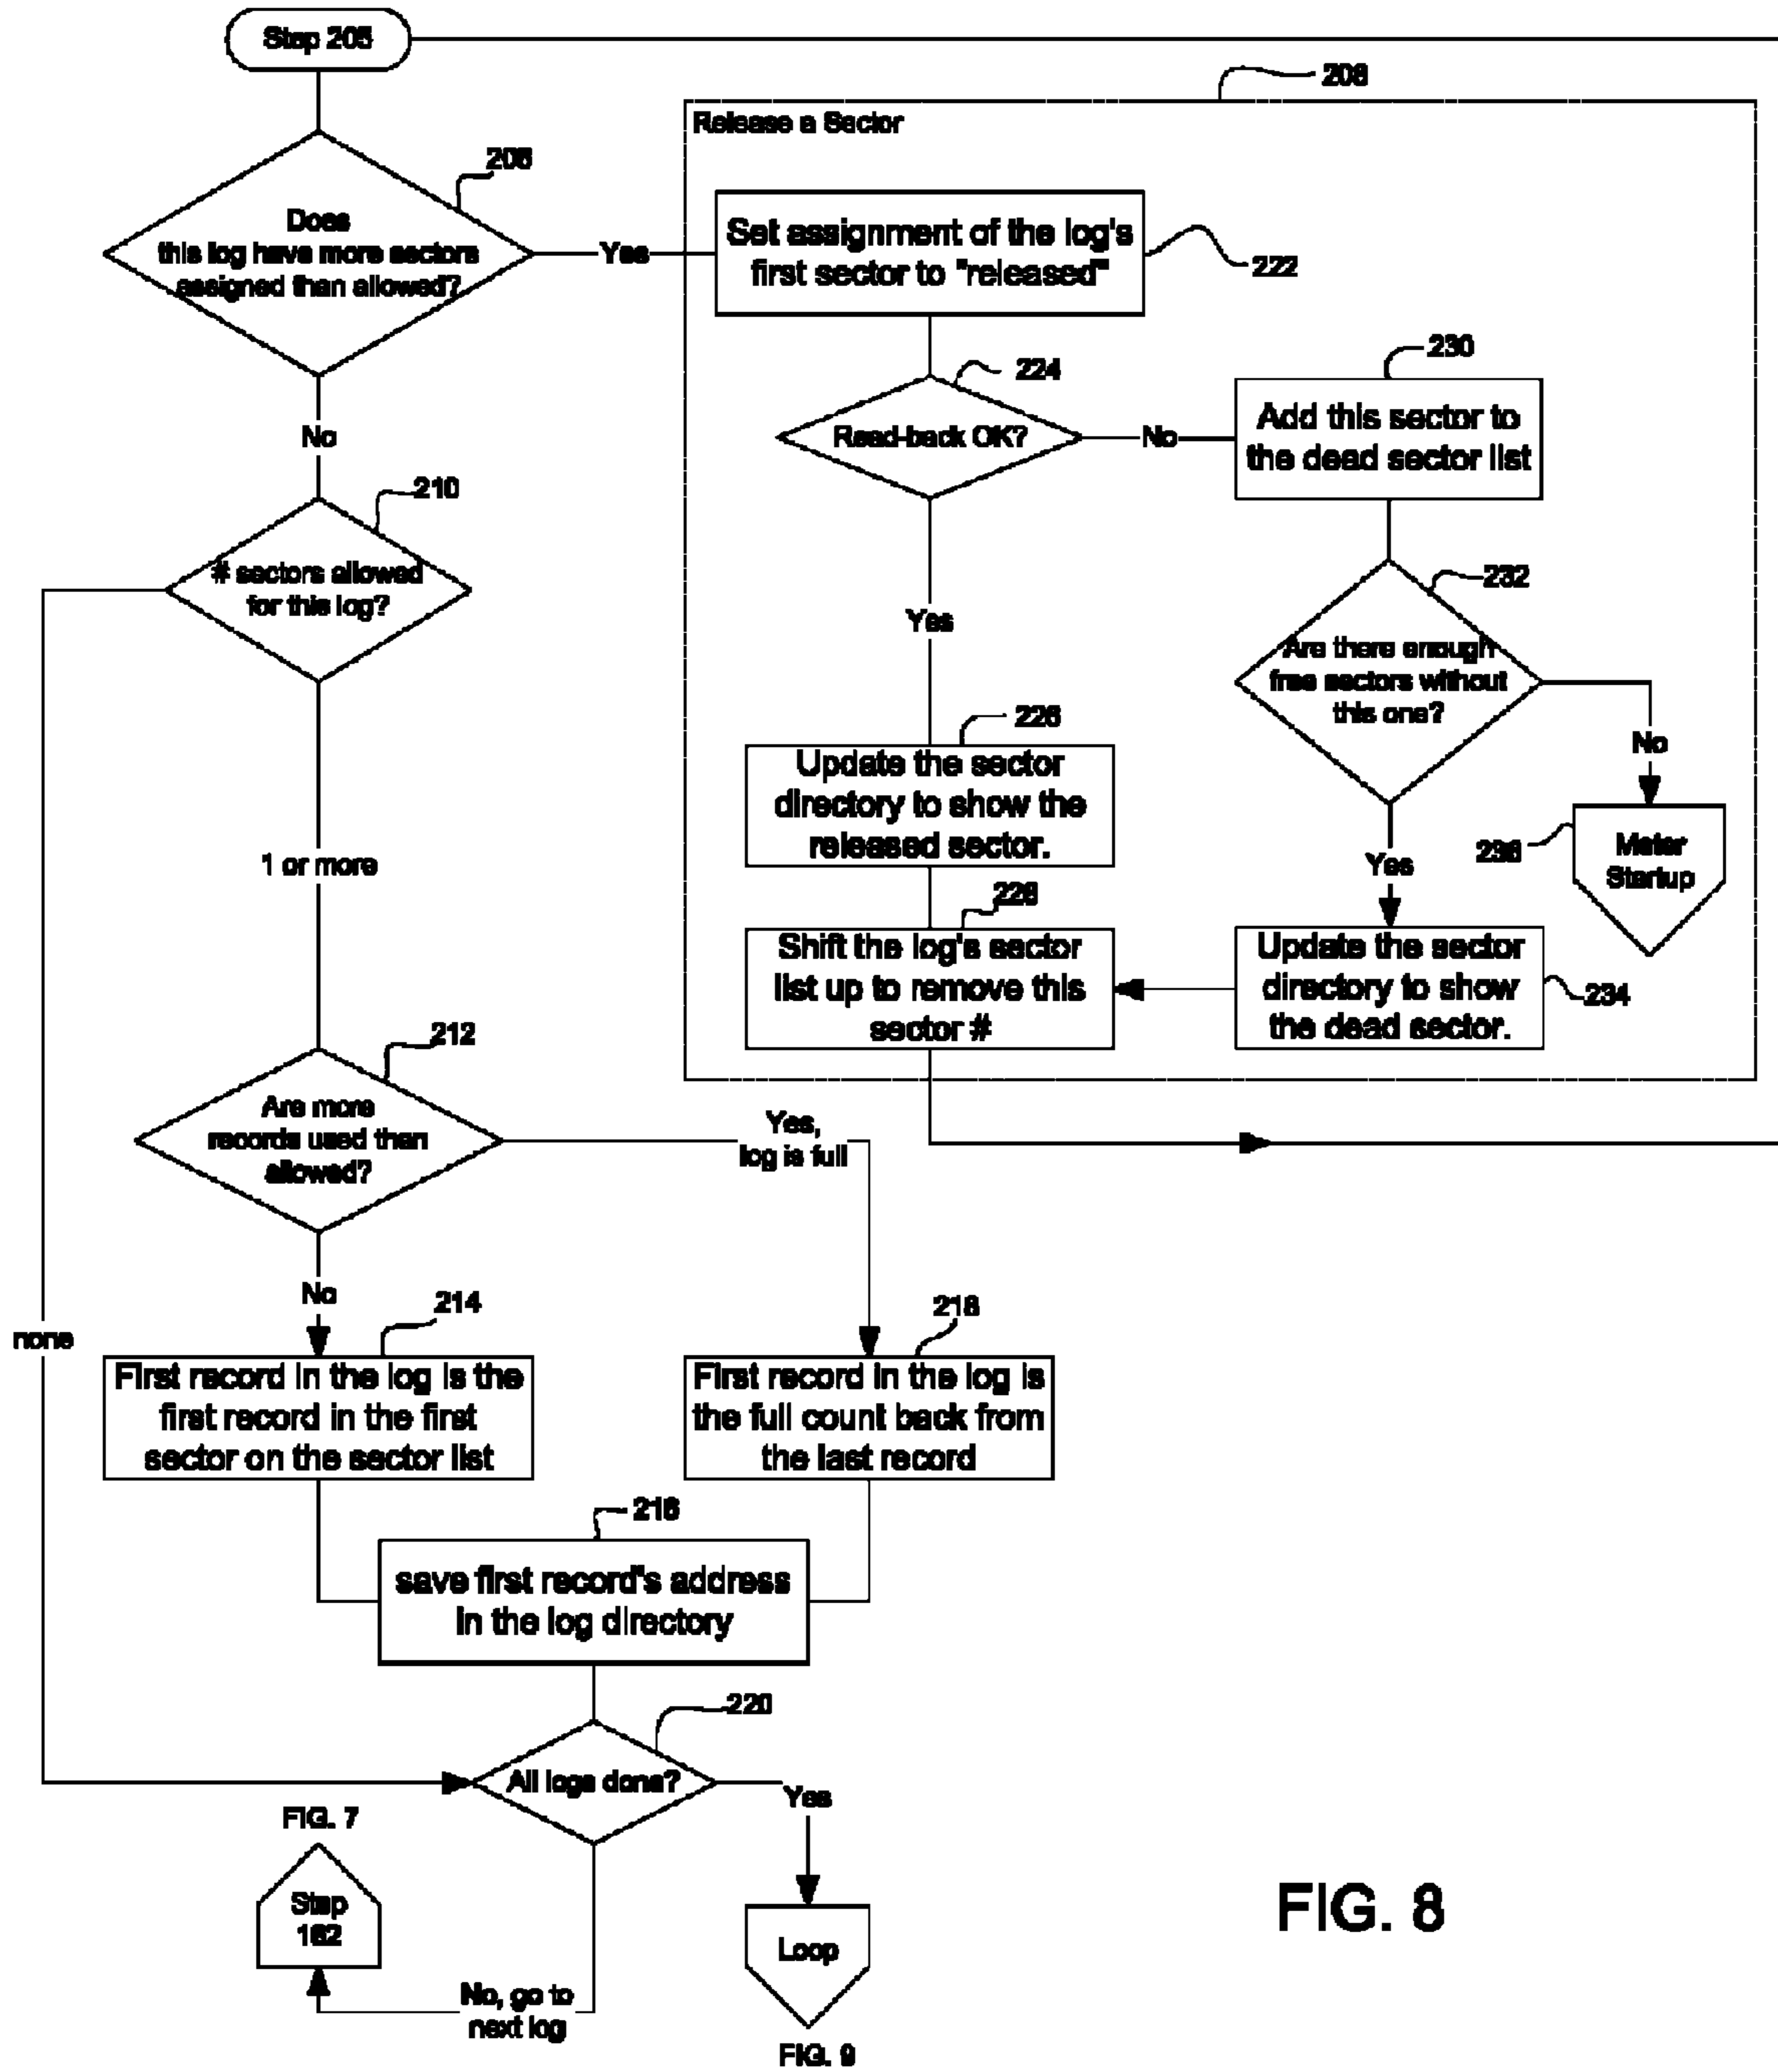 Step 205
208
Release a Sector
206
Does
this log have more sectors
assigned than allowed?
Yes
Set assignment of the log's
first sector to "released"
222
No
224
Read-back OK?
No
230
Add this sector to
the dead sector list
210
# sectors allowed
for this log?
Yes
232
Are there enough
free sectors without
this one?
No
226
Update the sector
directory to show the
released sector.
236
Meter
Startup
1 or more
Yes
228
Shift the log's sector
list up to remove this
sector #
Update the sector
directory to show
the dead sector.
234
212
Are more
records used than
allowed?
Yes,
log is full
No
none
214
First record in the log is the
first record in the first
sector on the sector list
218
First record in the log is
the full count back from
the last record
216
save first record's address
in the log directory
220
All logs done?
Yes
FIG. 7
Step
162
No, go to
next log
Loop
FIG. 9
FIG. 8